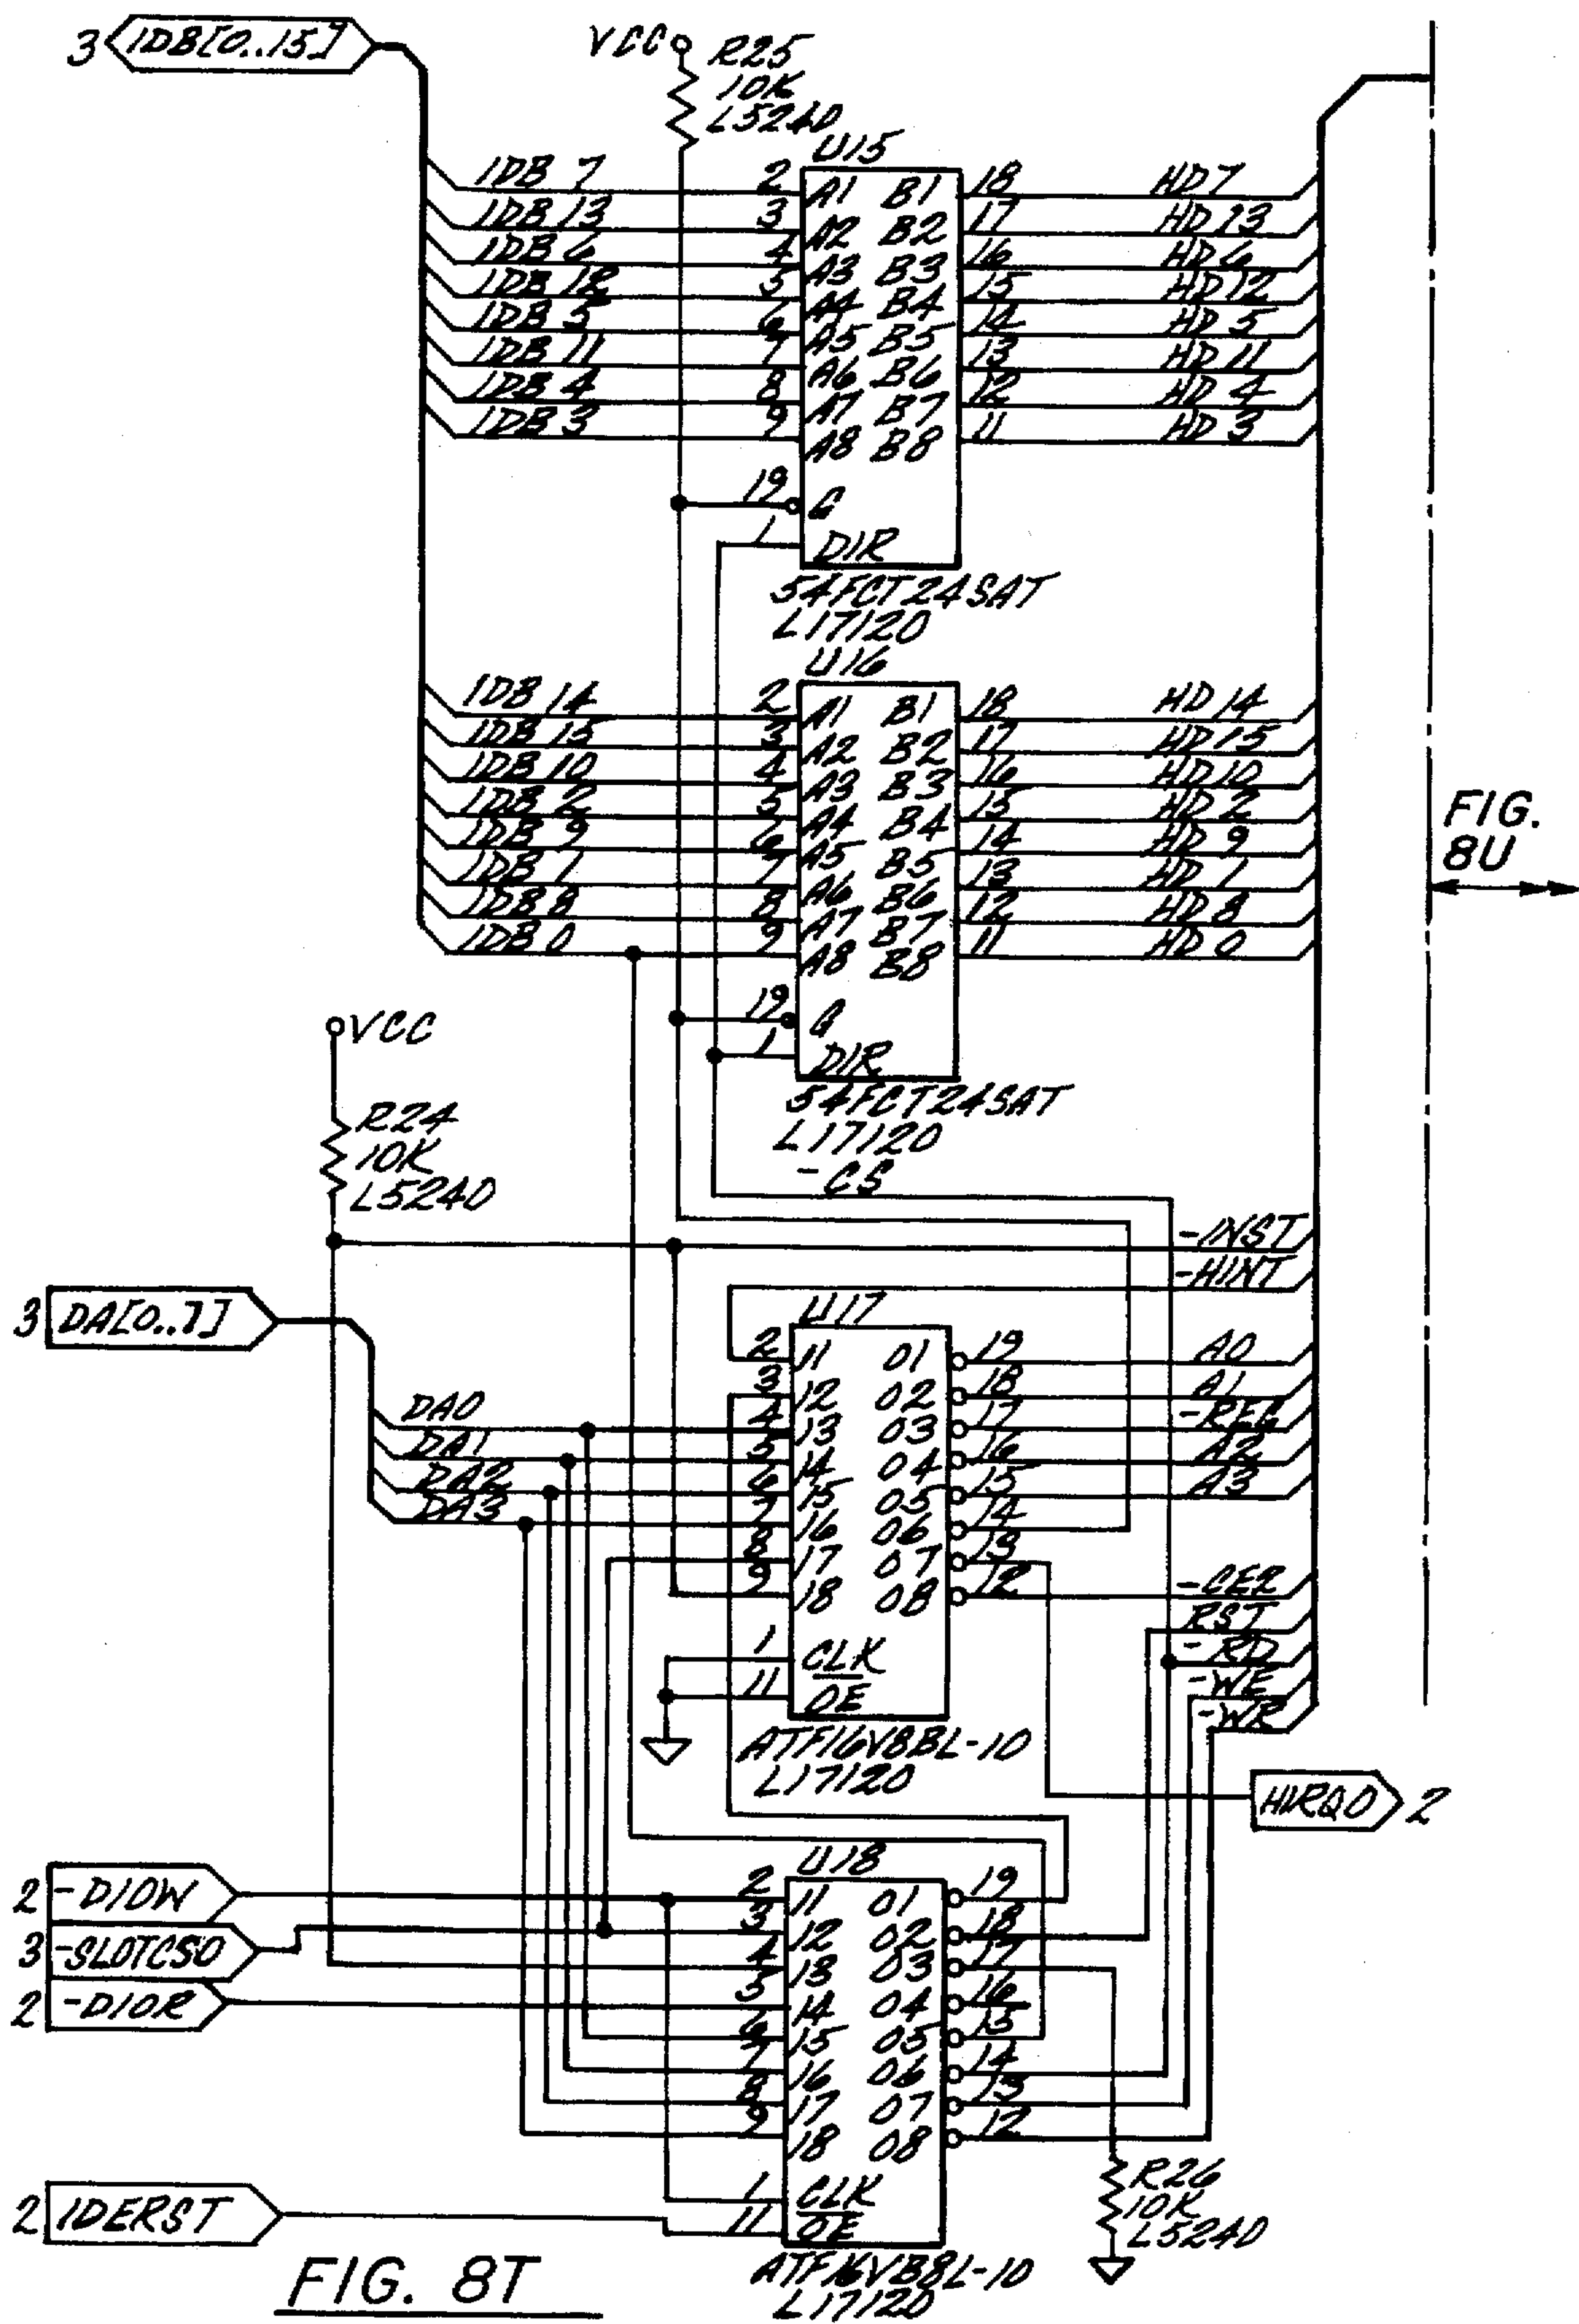 3 IDB[0..15]
VCC R25
10K
L524D
U15
IDB 7 2 A1 B1 18 HD 7
IDB 13 3 A2 B2 17 HD 13
IDB 6 4 A3 B3 16 HD 6
IDB 12 5 A4 B4 15 HD 12
IDB 5 6 A5 B5 14 HD 5
IDB 11 7 A6 B6 13 HD 11
IDB 4 8 A7 B7 12 HD 4
IDB 3 9 A8 B8 11 HD 3
19 G
1 DIR
54FCT245AT
L17120
U16
IDB 14 2 A1 B1 18 HD 14
IDB 15 3 A2 B2 17 HD 15
IDB 10 4 A3 B3 16 HD 10
IDB 2 5 A4 B4 15 HD 2
IDB 9 6 A5 B5 14 HD 9
IDB 1 7 A6 B6 13 HD 1
IDB 8 8 A7 B7 12 HD 8
IDB 0 9 A8 B8 11 HD 0
FIG.
8U
19 G
1 DIR
54FCT245AT
L17120
VCC
R24
10K
L524D
-CS
-INST
-HINT
3 DA[0..7]
U17
2 I1 O1 19 A0
3 I2 O2 18 A1
DA0 4 I3 O3 17 -REG
DA1 5 I4 O4 16 A2
DA2 6 I5 O5 15 A3
DA3 7 I6 O6 14
8 I7 O7 13
9 I8 O8 12 -CE2
RST
-RD
-WE
-WR
1 CLK
11 OE
ATF16V8BL-10
L17120
HIRQ0 2
U18
2 -DIOW 2 I1 O1 19
3 -SLOTCS0 3 I2 O2 18
4 I3 O3 17
2 -DIOR 5 I4 O4 16
6 I5 O5 15
7 I6 O6 14
8 I7 O7 13
9 I8 O8 12
1 CLK
2 IDERST 11 OE
R26
10K
L524D
ATF16V8BL-10
L17120
FIG. 8T